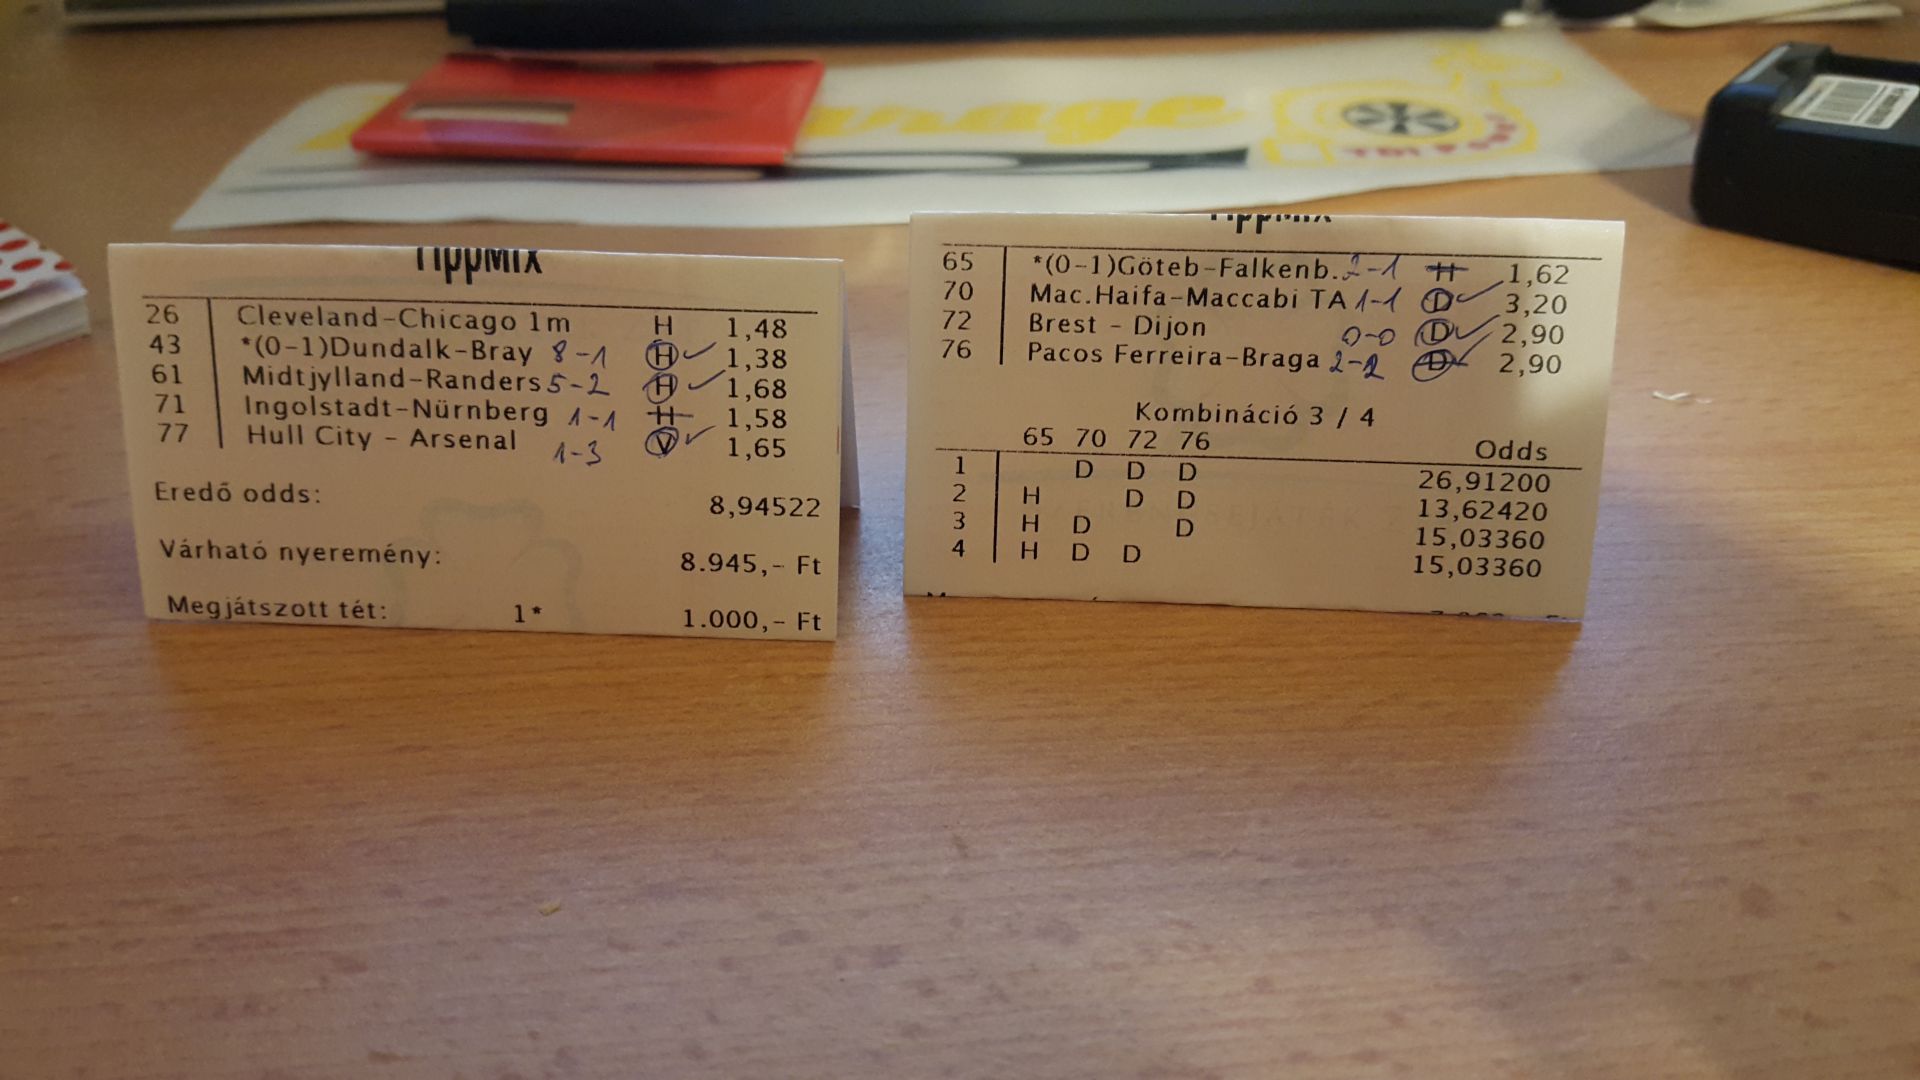 TippMix
26 Cleveland-Chicago 1m H 1,48
43 *(0-1)Dundalk-Bray 8-1 H 1,38
61 Midtjylland-Randers 5-2 H 1,68
71 Ingolstadt-Nürnberg 1-1 H 1,58
77 Hull City - Arsenal 1-3 V 1,65
Eredő odds: 8,94522
Várható nyeremény: 8.945,- Ft
Megjátszott tét: 1* 1.000,- Ft
TippMix
65 *(0-1)Göteb-Falkenb. 2-1 H 1,62
70 Mac.Haifa-Maccabi TA 1-1 D 3,20
72 Brest - Dijon 0-0 D 2,90
76 Pacos Ferreira-Braga 2-2 D 2,90
Kombináció 3 / 4
65 70 72 76 Odds
1 D D D 26,91200
2 H D D 13,62420
3 H D D 15,03360
4 H D D 15,03360